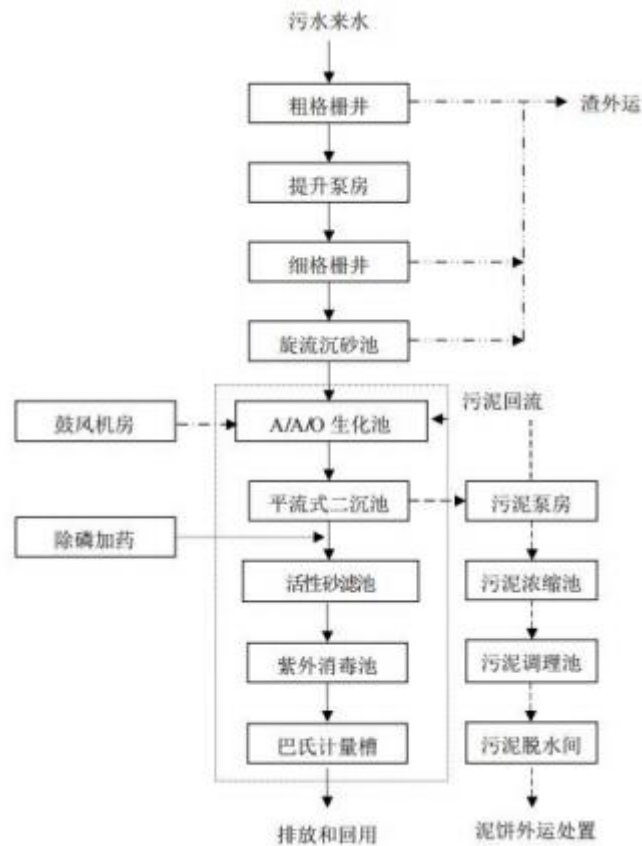 污水来水
粗格栅井
渣外运
提升泵房
细格栅井
旋流沉砂池
鼓风机房
A/A/O 生化池
污泥回流
平流式二沉池
污泥泵房
除磷加药
活性砂滤池
污泥浓缩池
紫外消毒池
污泥调理池
巴氏计量槽
污泥脱水间
排放和回用
泥饼外运处置